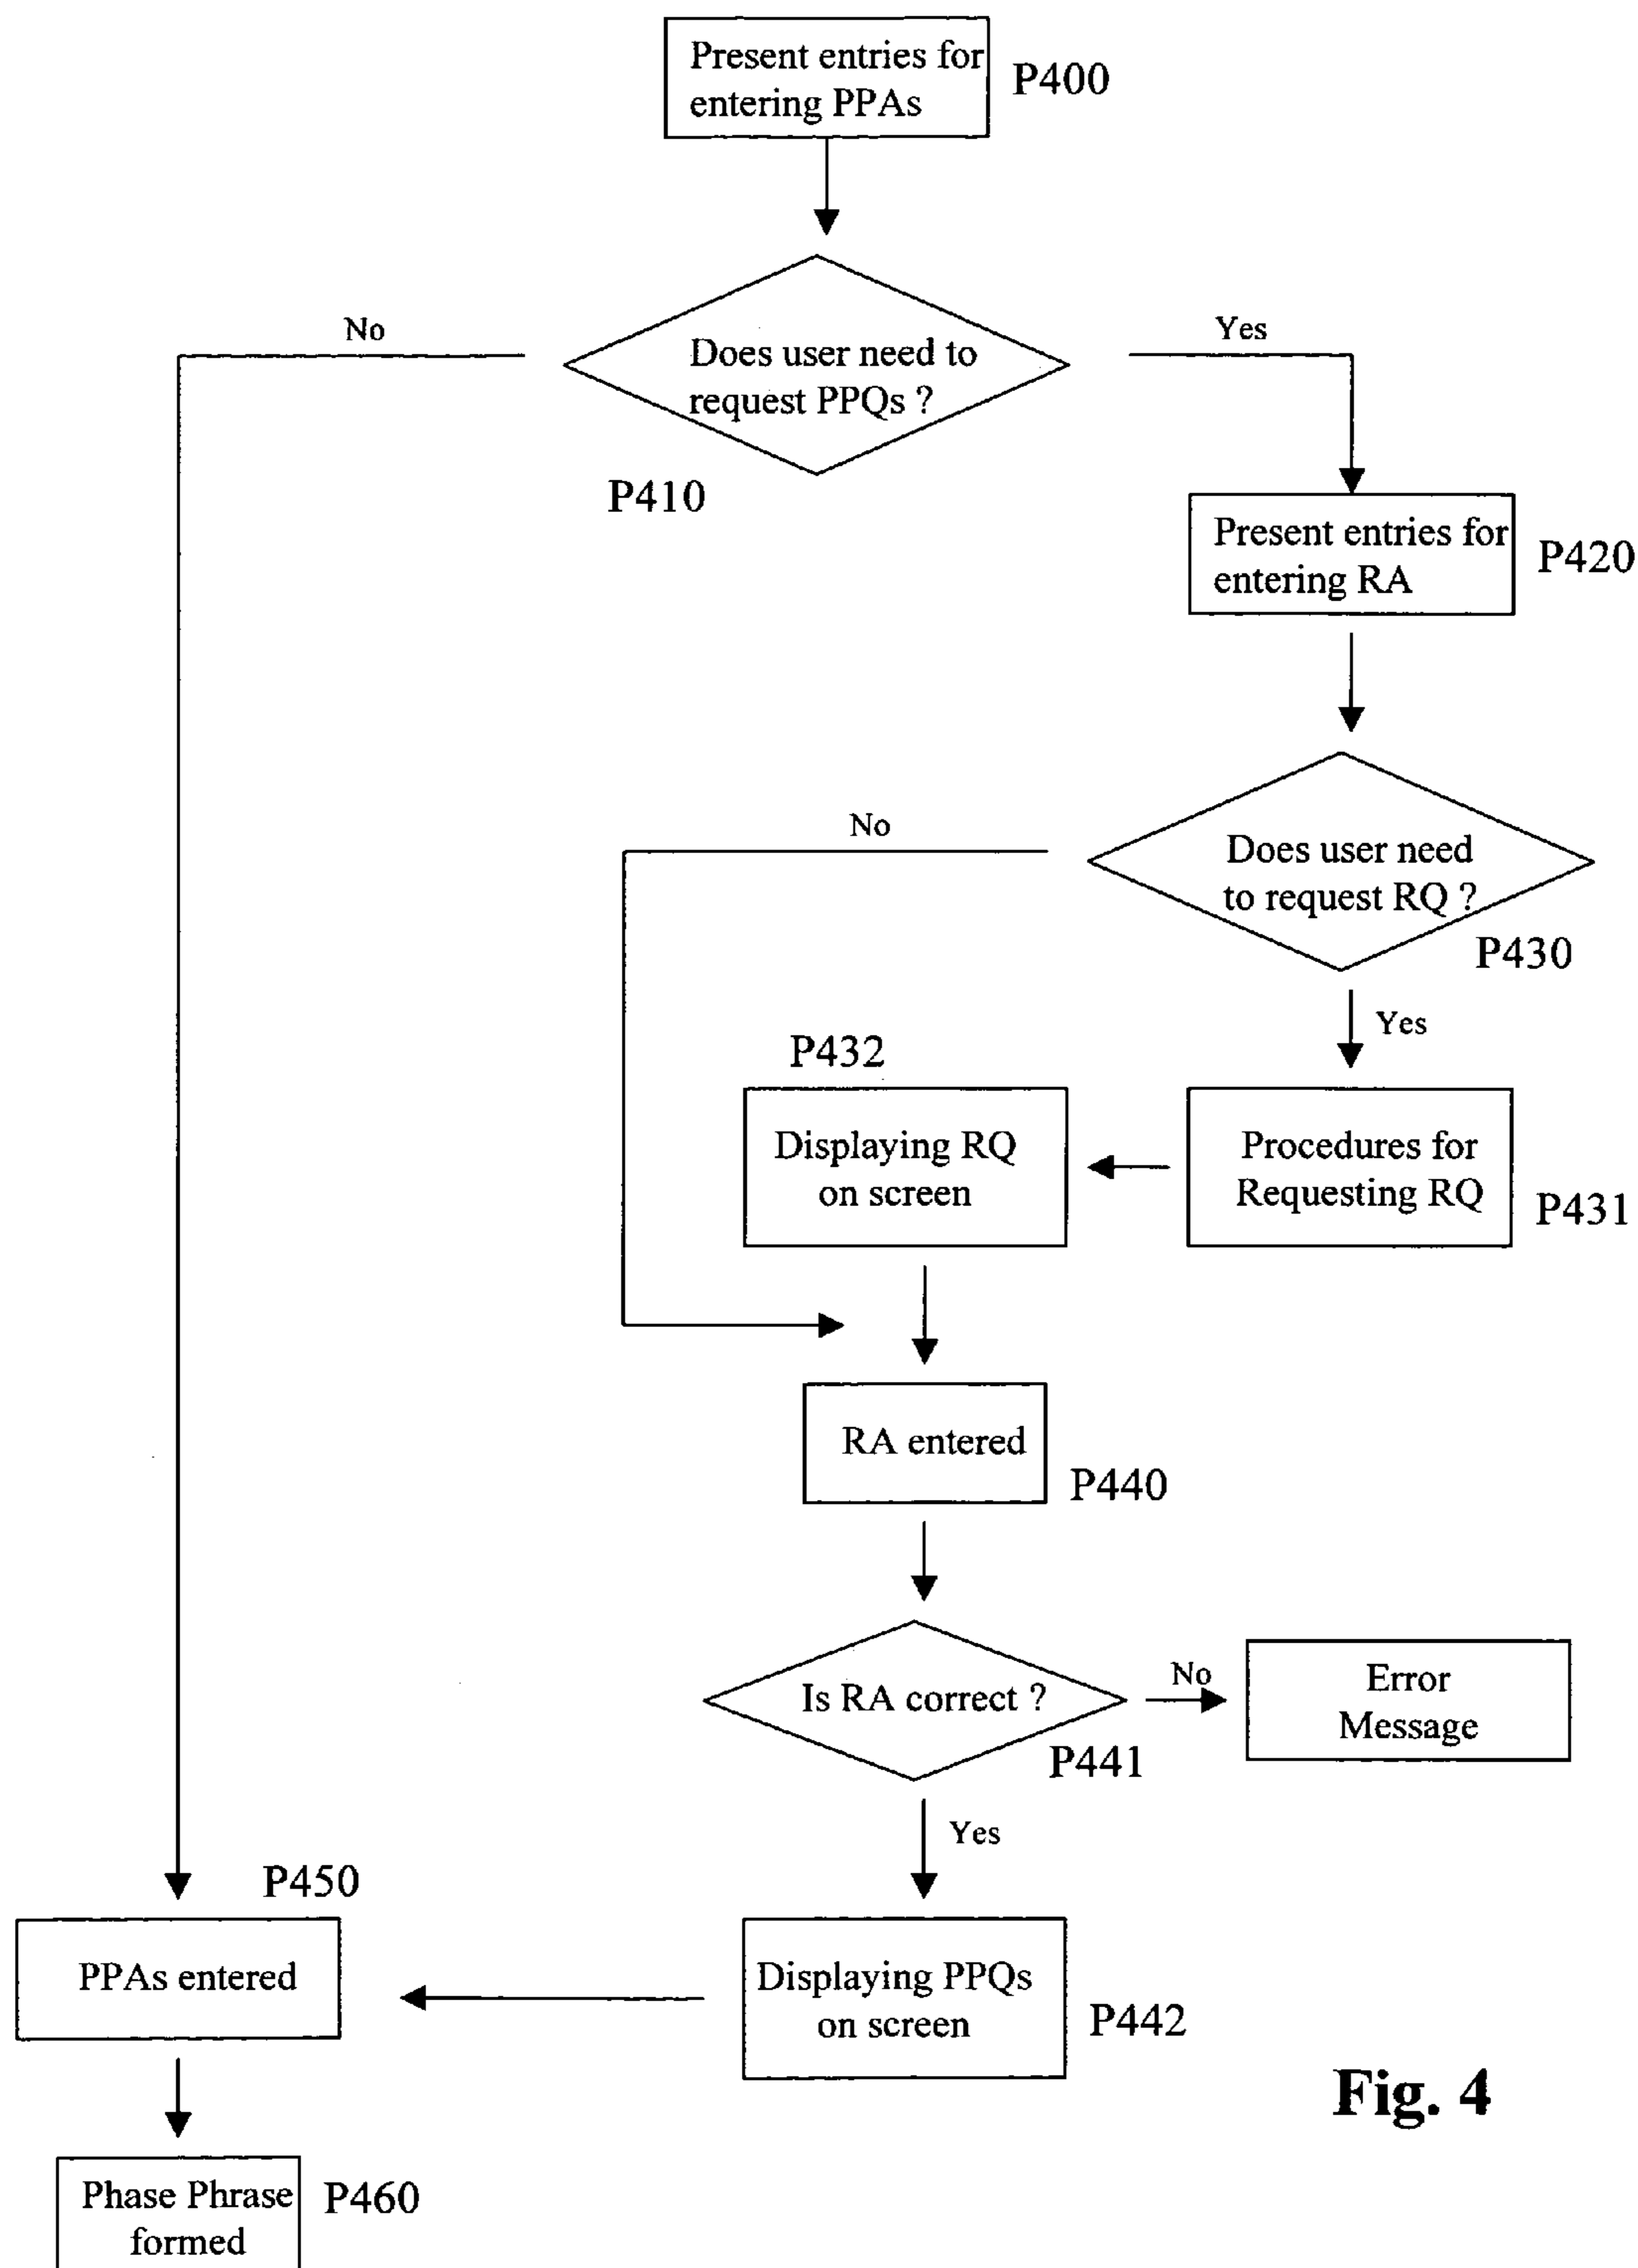 Present entries for
entering PPAs
P400
No
Yes
Does user need to
request PPQs ?
P410
Present entries for
entering RA
P420
No
Does user need
to request RQ ?
P430
Yes
P432
Displaying RQ
on screen
Procedures for
Requesting RQ
P431
RA entered
P440
Is RA correct ?
No
Error
Message
P441
Yes
P450
PPAs entered
Displaying PPQs
on screen
P442
Fig. 4
Phase Phrase
formed
P460